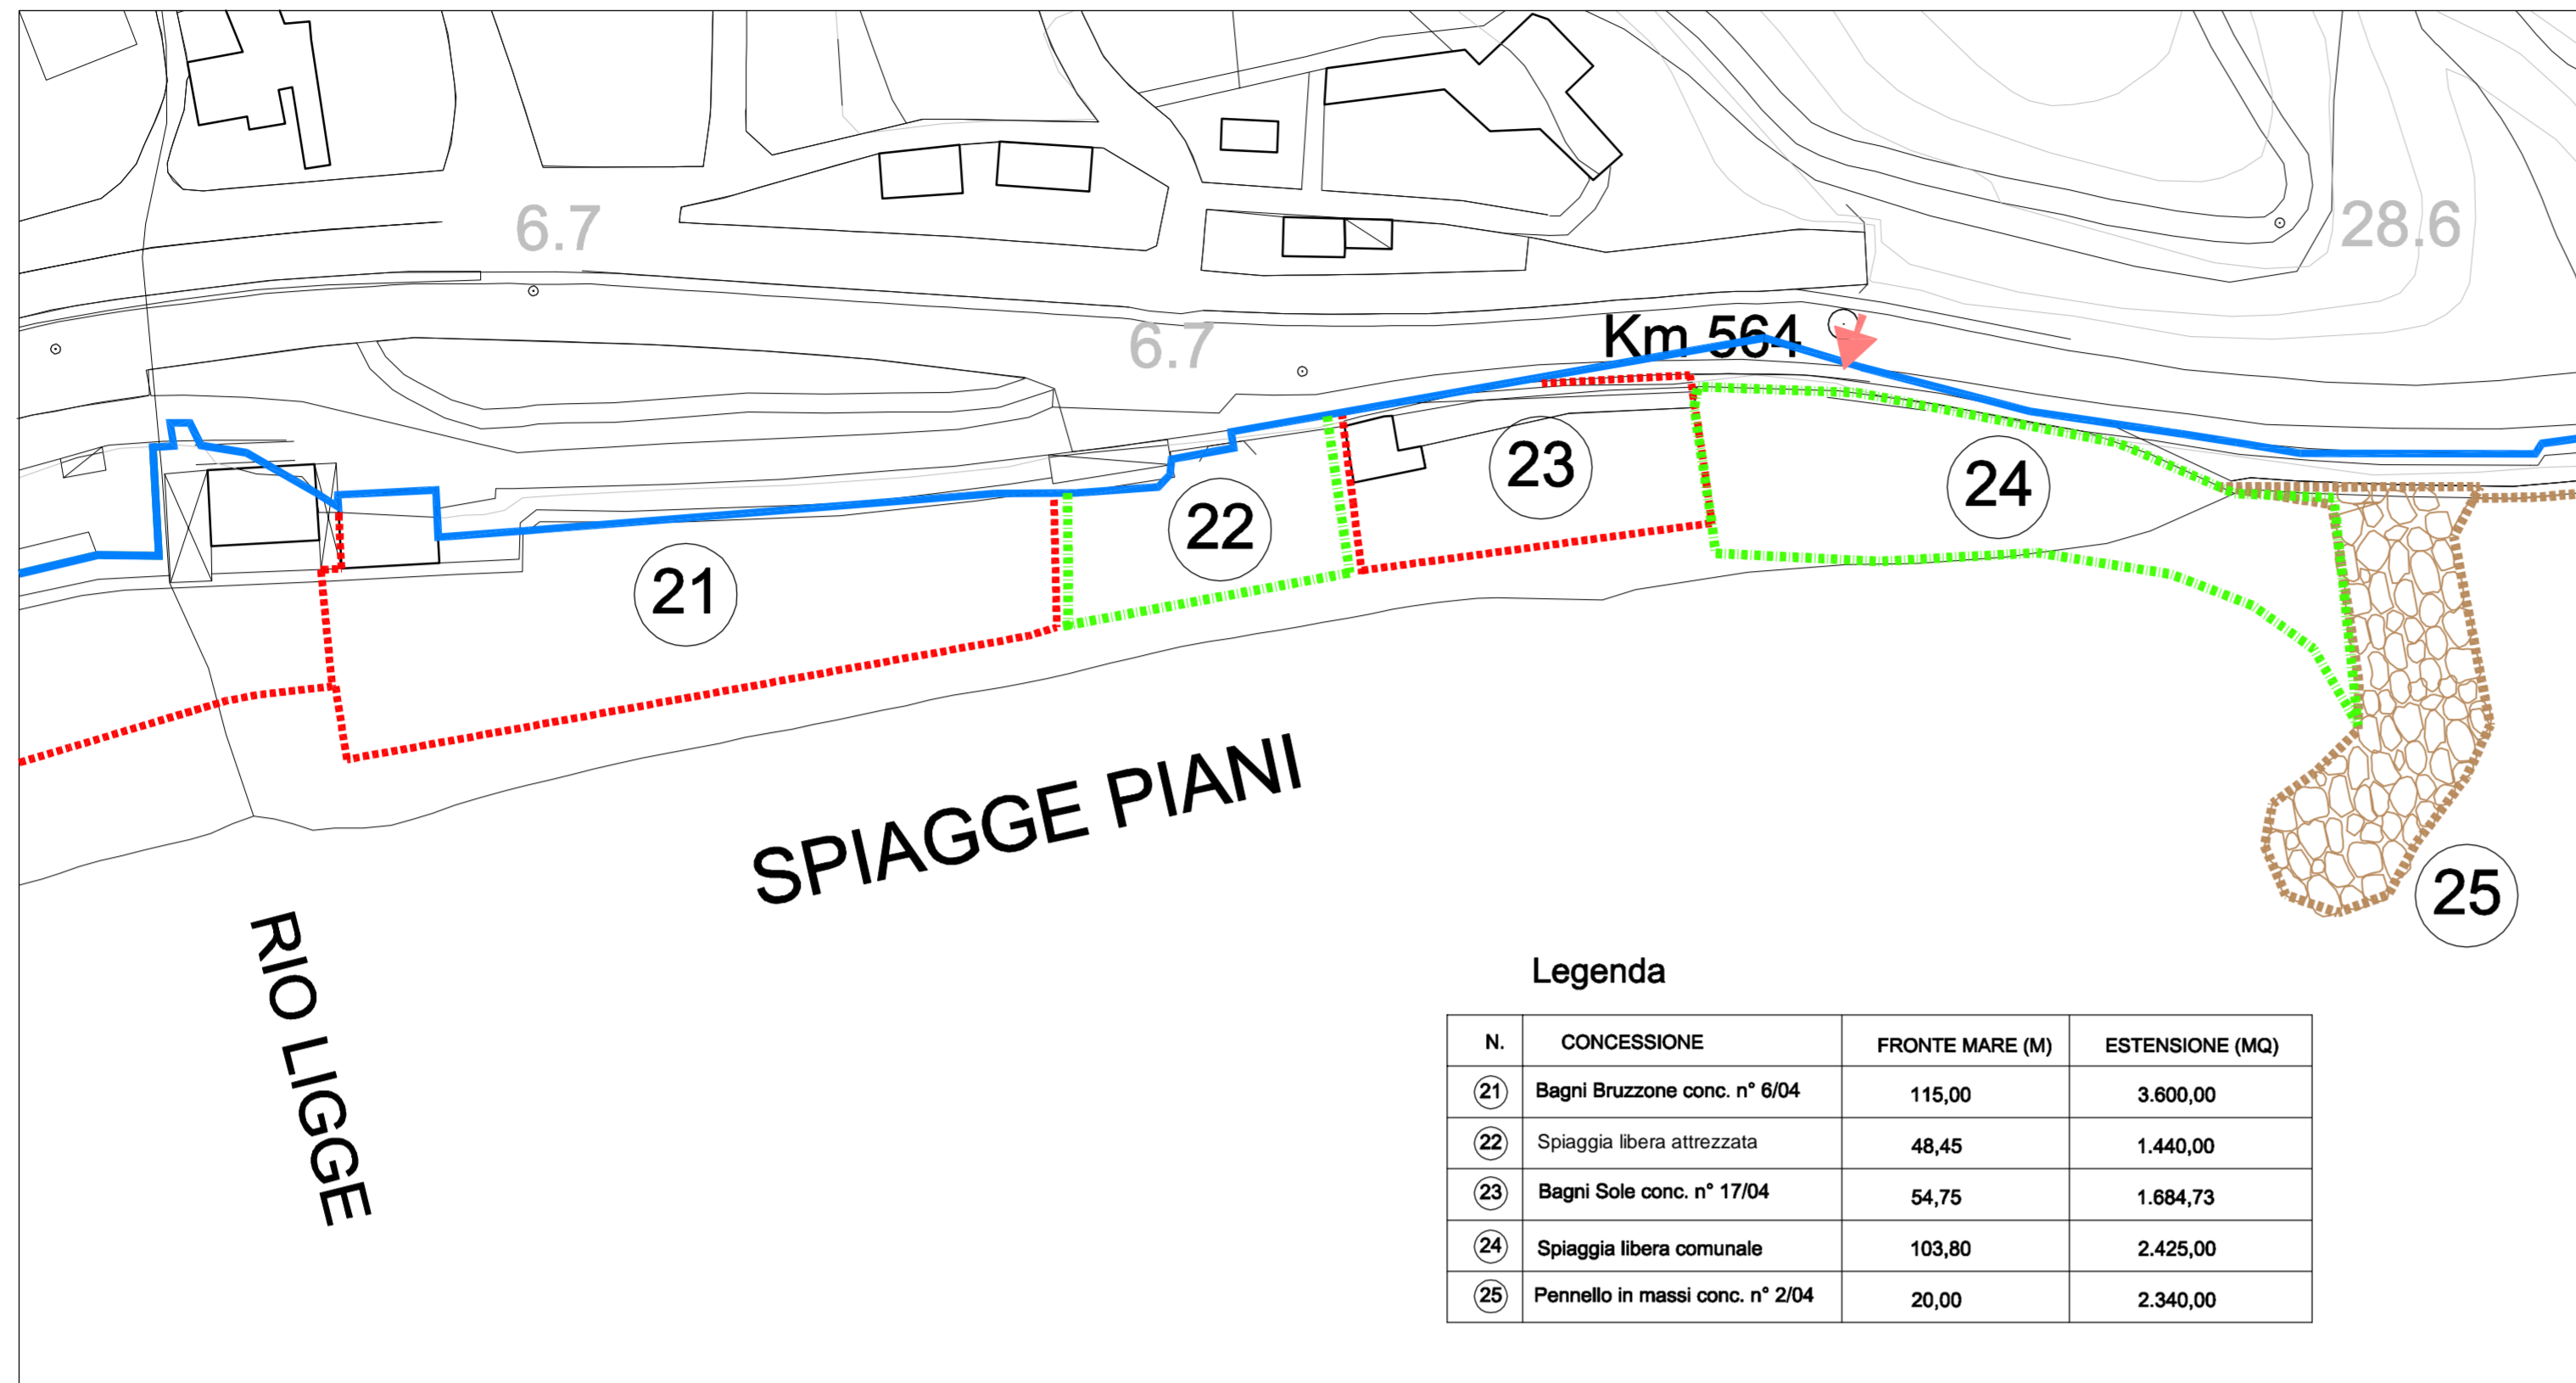 6.7
28.6
6.7
Km 564
23
24
22
21
SPIAGGE PIANI
25
RIO LIGGE
Legenda
N. CONCESSIONE FRONTE MARE (M) ESTENSIONE (MQ)
21 Bagni Bruzzone conc. n° 6/04 115,00 3.600,00
22 Spiaggia libera attrezzata 48,45 1.440,00
23 Bagni Sole conc. n° 17/04 54,75 1.684,73
24 Spiaggia libera comunale 103,80 2.425,00
25 Pennello in massi conc. n° 2/04 20,00 2.340,00